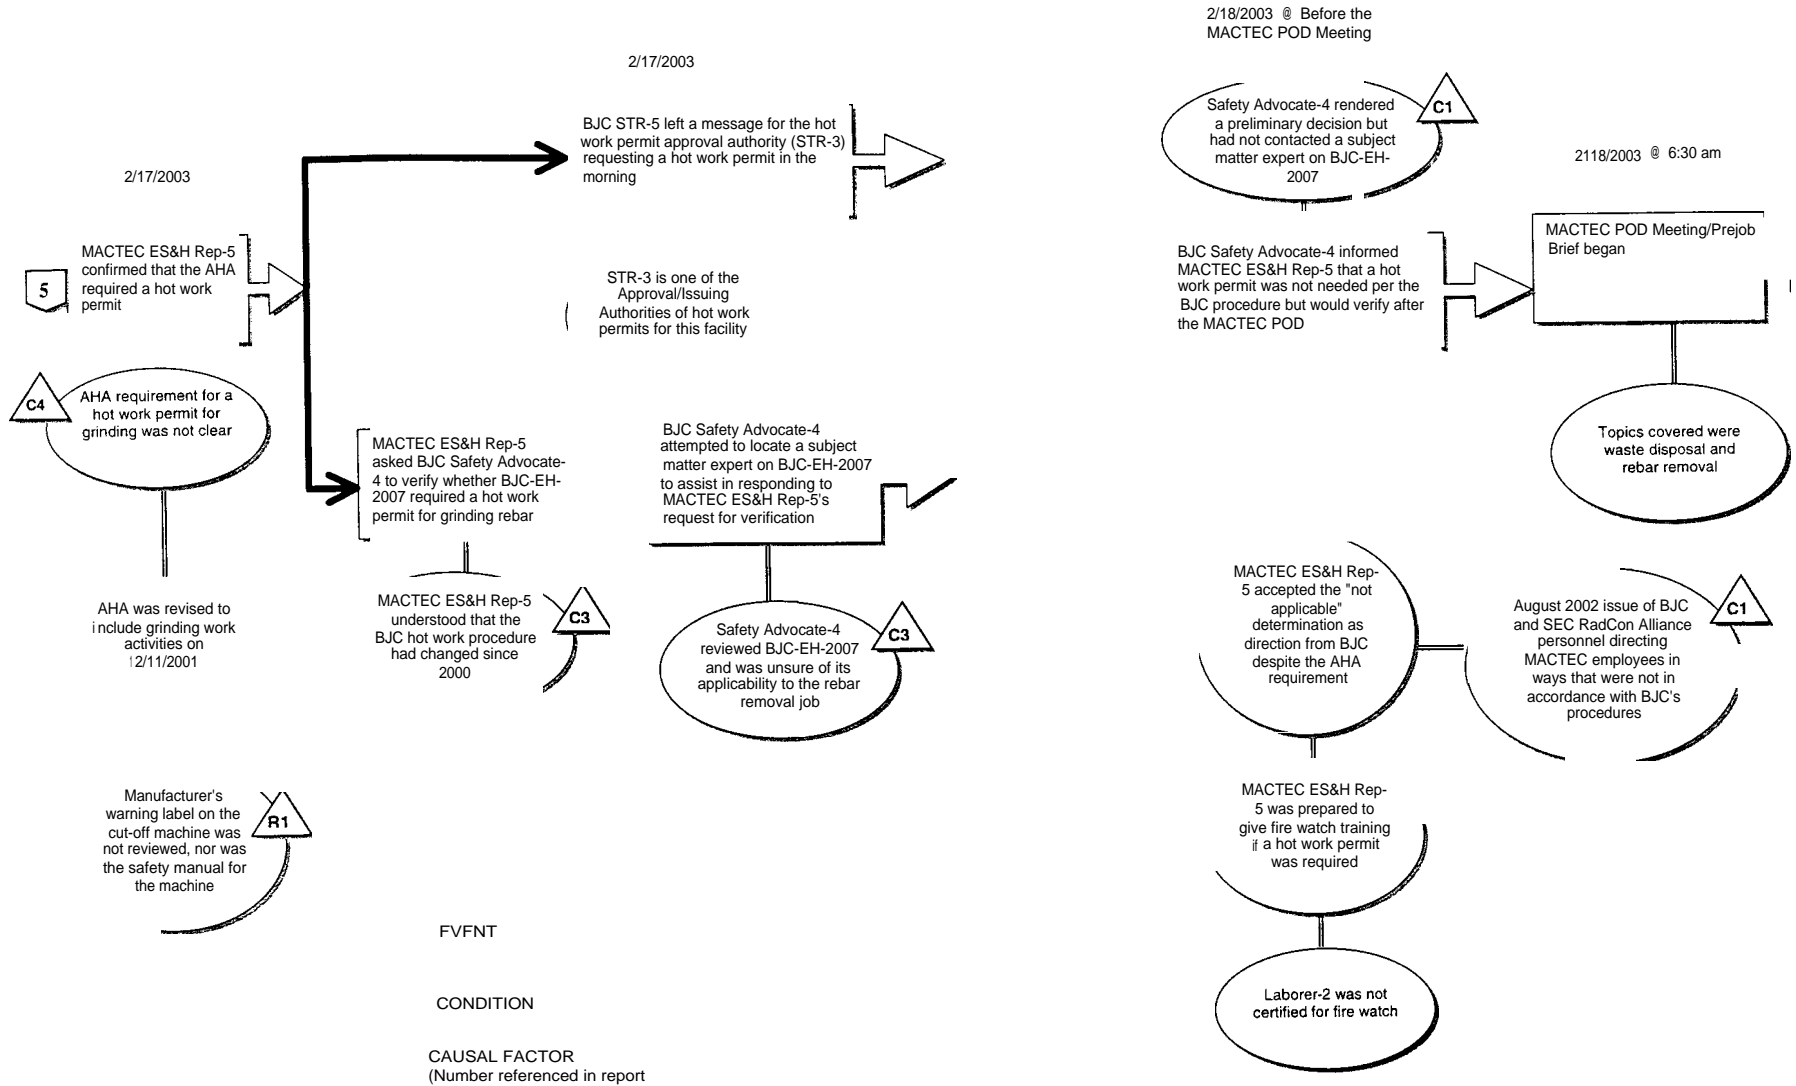 2/17/2003
5
MACTEC ES&H Rep-5
confirmed that the AHA
required a hot work
permit
C4
AHA requirement for a
hot work permit for
grinding was not clear
AHA was revised to
include grinding work
activities on
12/11/2001
Manufacturer's
warning label on the
cut-off machine was
not reviewed, nor was
the safety manual for
the machine
R1
2/17/2003
BJC STR-5 left a message for the hot
work permit approval authority (STR-3)
requesting a hot work permit in the
morning
STR-3 is one of the
Approval/Issuing
Authorities of hot work
permits for this facility
MACTEC ES&H Rep-5
asked BJC Safety Advocate-
4 to verify whether BJC-EH-
2007 required a hot work
permit for grinding rebar
MACTEC ES&H Rep-5
understood that the
BJC hot work procedure
had changed since
2000
C3
BJC Safety Advocate-4
attempted to locate a subject
matter expert on BJC-EH-2007
to assist in responding to
MACTEC ES&H Rep-5's
request for verification
Safety Advocate-4
reviewed BJC-EH-2007
and was unsure of its
applicability to the rebar
removal job
C3
FVFNT
CONDITION
CAUSAL FACTOR
(Number referenced in report
2/18/2003 @ Before the
MACTEC POD Meeting
Safety Advocate-4 rendered
a preliminary decision but
had not contacted a subject
matter expert on BJC-EH-
2007
C1
BJC Safety Advocate-4 informed
MACTEC ES&H Rep-5 that a hot
work permit was not needed per the
BJC procedure but would verify after
the MACTEC POD
2118/2003 @ 6:30 am
MACTEC POD Meeting/Prejob
Brief began
Topics covered were
waste disposal and
rebar removal
MACTEC ES&H Rep-
5 accepted the "not
applicable"
determination as
direction from BJC
despite the AHA
requirement
August 2002 issue of BJC
and SEC RadCon Alliance
personnel directing
MACTEC employees in
ways that were not in
accordance with BJC's
procedures
C1
MACTEC ES&H Rep-
5 was prepared to
give fire watch training
if a hot work permit
was required
Laborer-2 was not
certified for fire watch